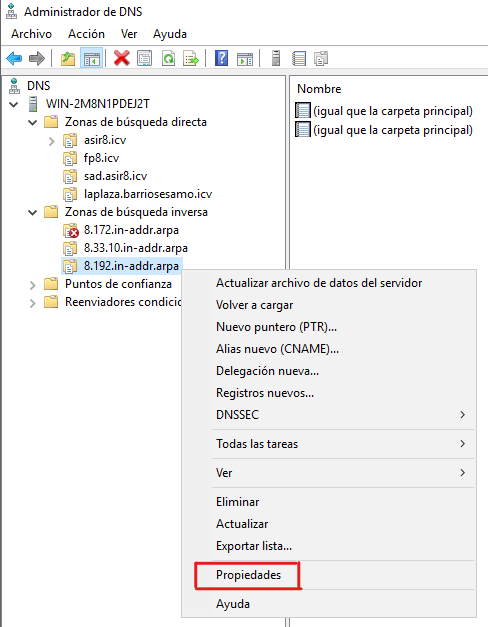 Administrador de DNS
Archivo Acción Ver Ayuda
DNS
WIN-2M8N1PDEJ2T
Zonas de búsqueda directa
asir8.icv
fp8.icv
sad.asir8.icv
laplaza.barriosesamo.icv
Zonas de búsqueda inversa
8.172.in-addr.arpa
8.33.10.in-addr.arpa
8.192.in-addr.arpa
Puntos de confianza
Reenviadores condicio
Nombre
(igual que la carpeta principal)
(igual que la carpeta principal)
Actualizar archivo de datos del servidor
Volver a cargar
Nuevo puntero (PTR)...
Alias nuevo (CNAME)...
Delegación nueva...
Registros nuevos...
DNSSEC
Todas las tareas
Ver
Eliminar
Actualizar
Exportar lista...
Propiedades
Ayuda